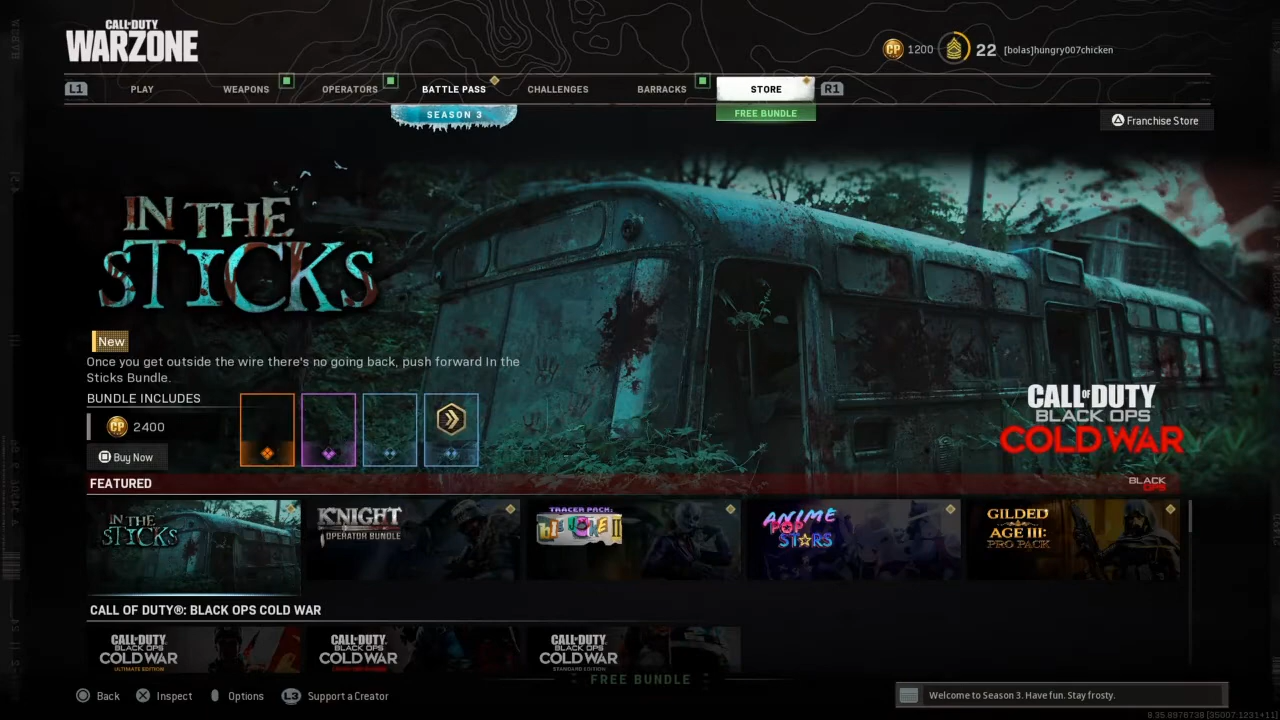 CALL OF DUTY
WARZONE
CP 1200 22 [bolas]hungry007chicken
L1 PLAY WEAPONS OPERATORS BATTLE PASS CHALLENGES BARRACKS STORE R1
SEASON 3
FREE BUNDLE
Franchise Store
IN THE
STICKS
New
Once you get outside the wire there's no going back, push forward In the
Sticks Bundle.
BUNDLE INCLUDES
CP 2400
Buy Now
CALL OF DUTY
BLACK OPS
COLD WAR
FEATURED
BLACK
OPS
IN THE
STICKS
KNIGHT
OPERATOR BUNDLE
TRACER PACK:
II
ANIME
POP
STARS
GILDED
AGE III:
PRO PACK
CALL OF DUTY®: BLACK OPS COLD WAR
CALL OF DUTY
BLACK OPS
COLD WAR
ULTIMATE EDITION
CALL OF DUTY
BLACK OPS
COLD WAR
CALL OF DUTY
BLACK OPS
COLD WAR
STANDARD EDITION
FREE BUNDLE
Back Inspect Options L3 Support a Creator
Welcome to Season 3. Have fun. Stay frosty.